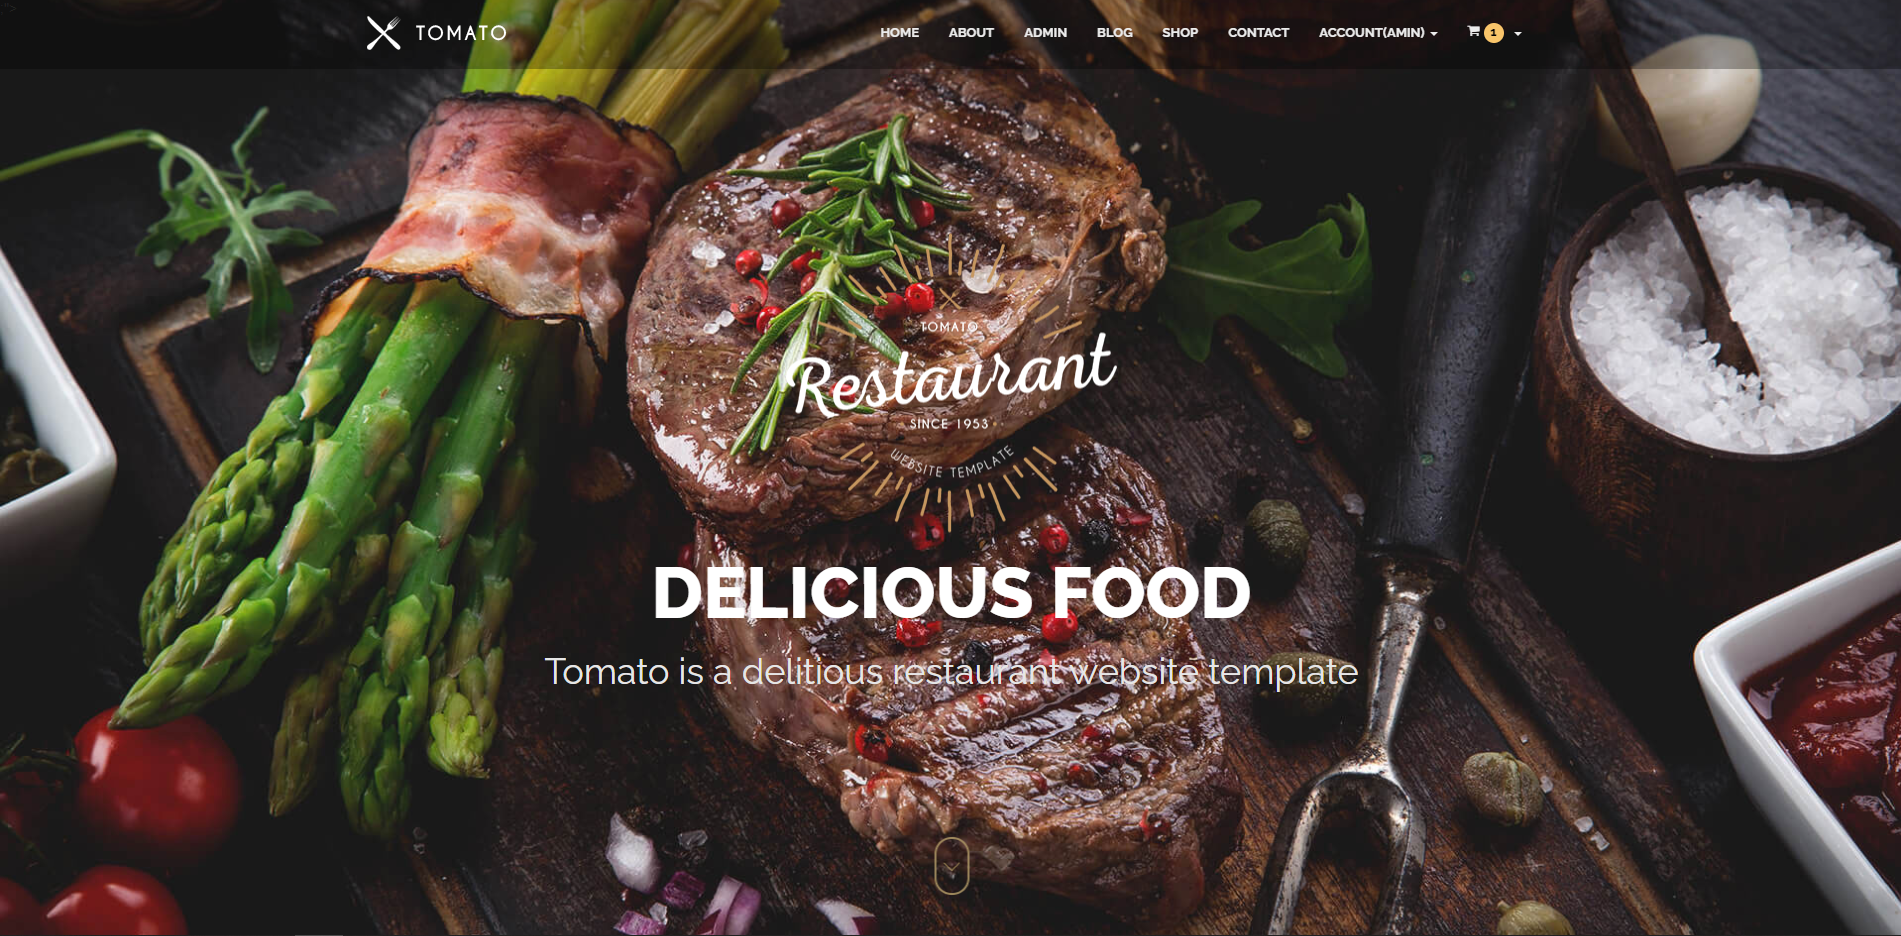 TOMATO
HOME ABOUT ADMIN BLOG SHOP CONTACT ACCOUNT(AMIN) 1
TOMATO
Restaurant
SINCE 1953
WEBSITE TEMPLATE
DELICIOUS FOOD
Tomato is a delitious restaurant website template